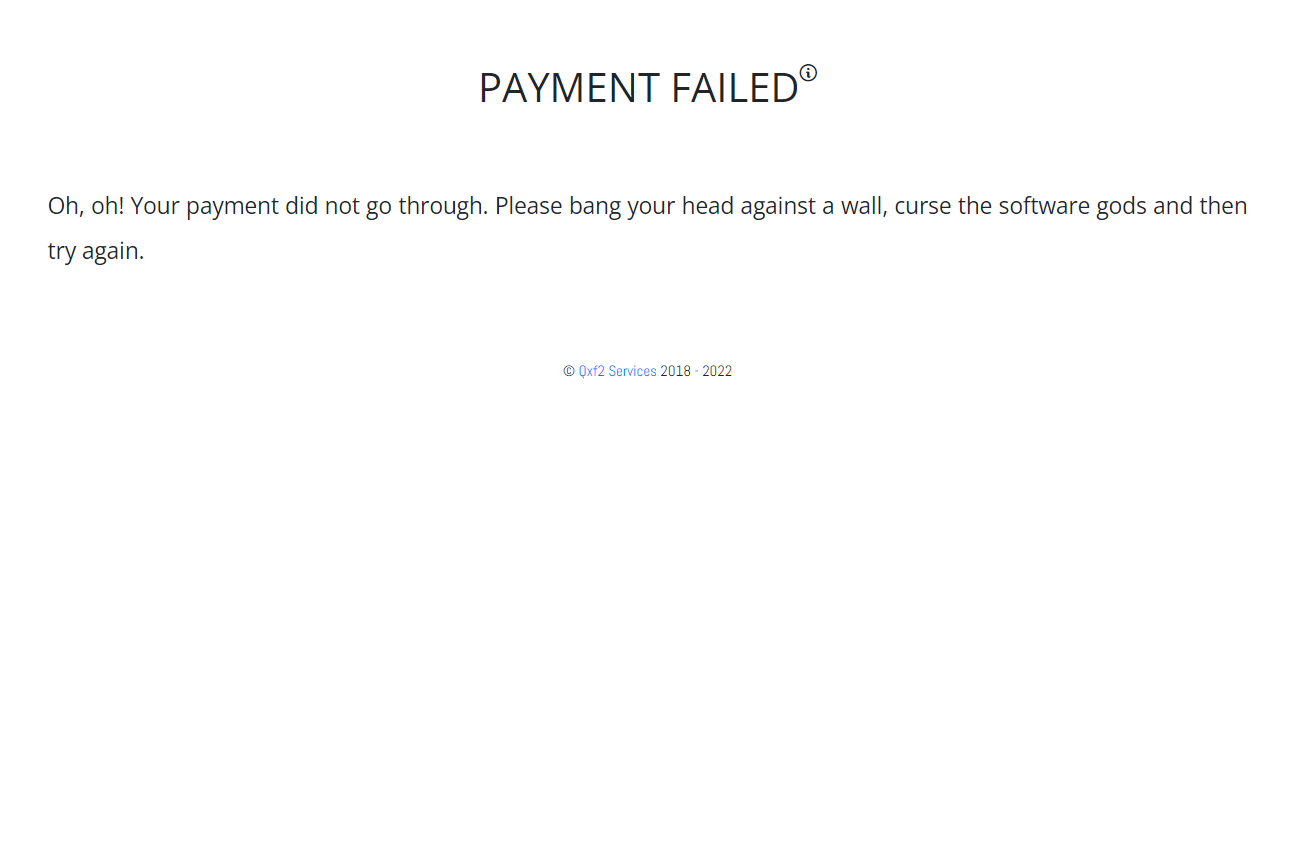 PAYMENT FAILED
Oh, oh! Your payment did not go through. Please bang your head against a wall, curse the software gods and then
try again.
© Qxf2 Services 2018 - 2022